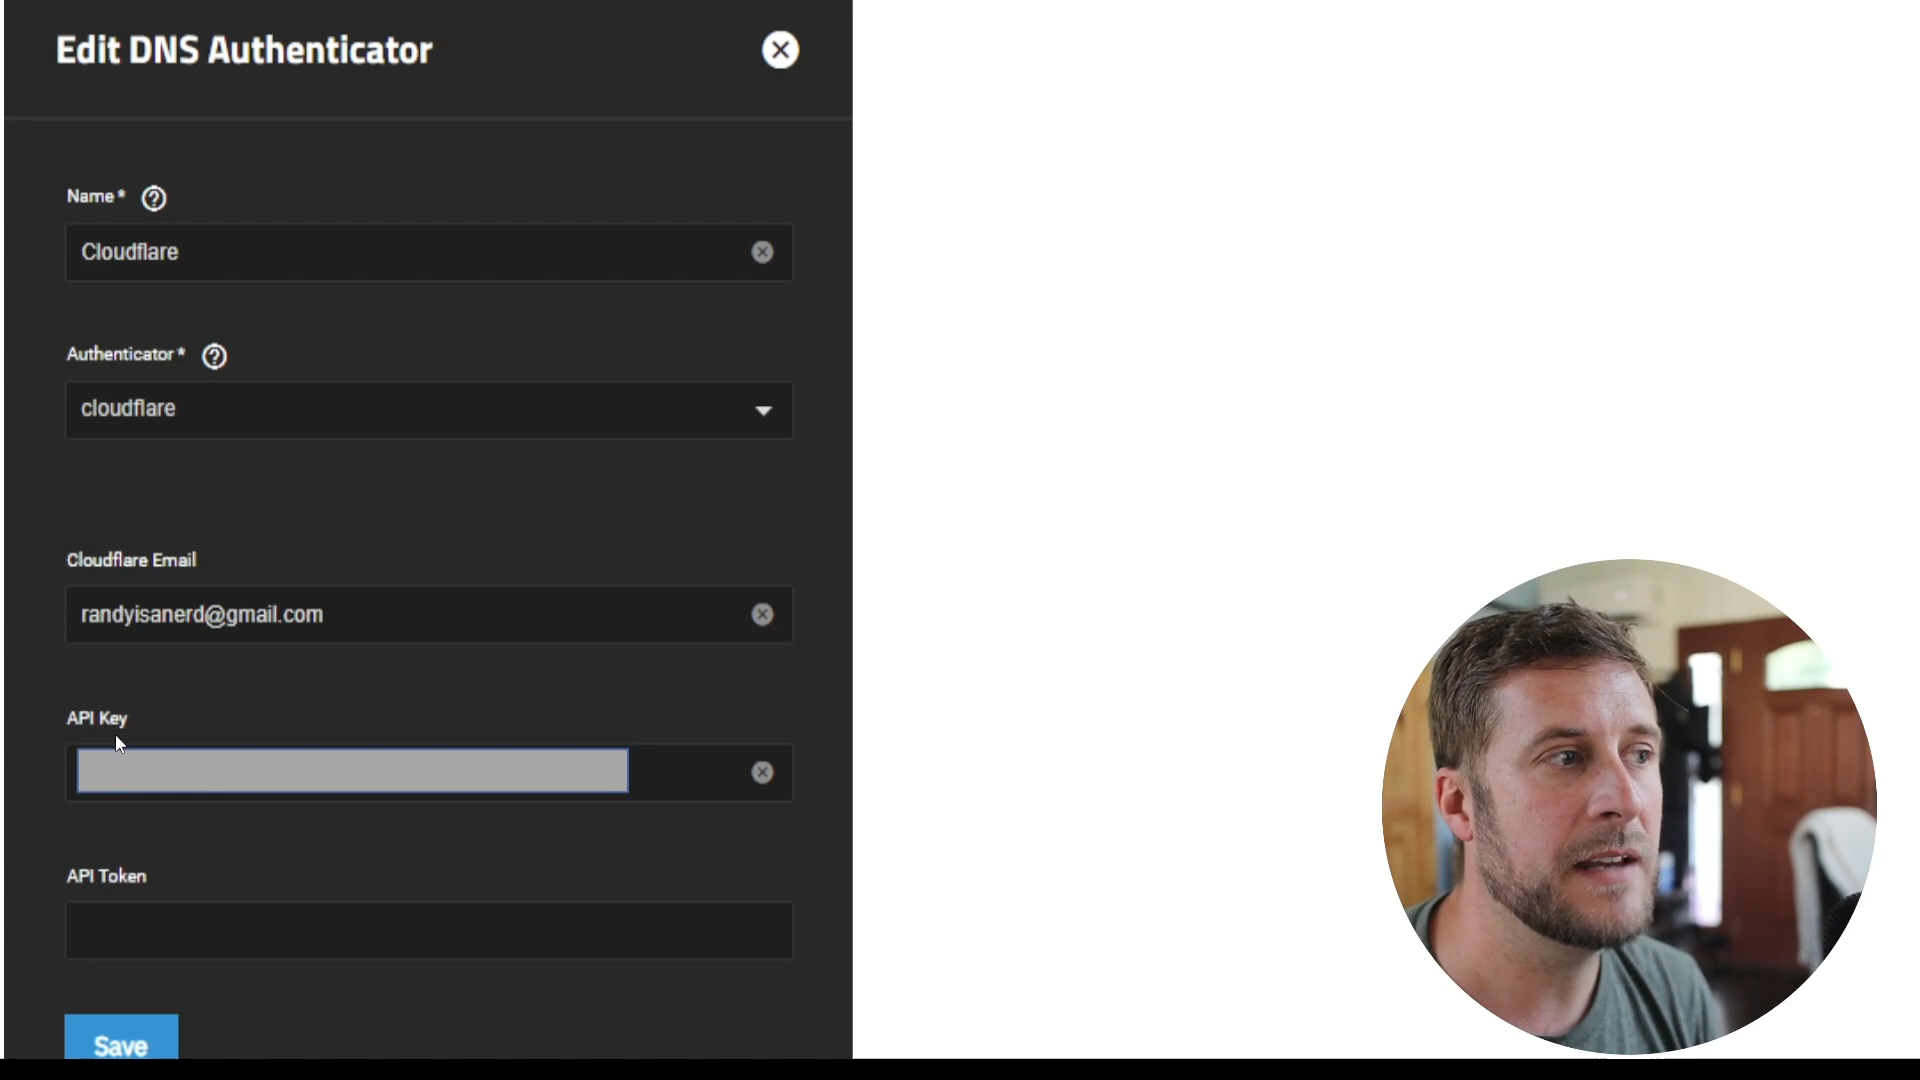 Edit DNS Authenticator
Name *
Cloudflare
Authenticator *
cloudflare
Cloudflare Email
randyisanerd@gmail.com
API Key
API Token
Save